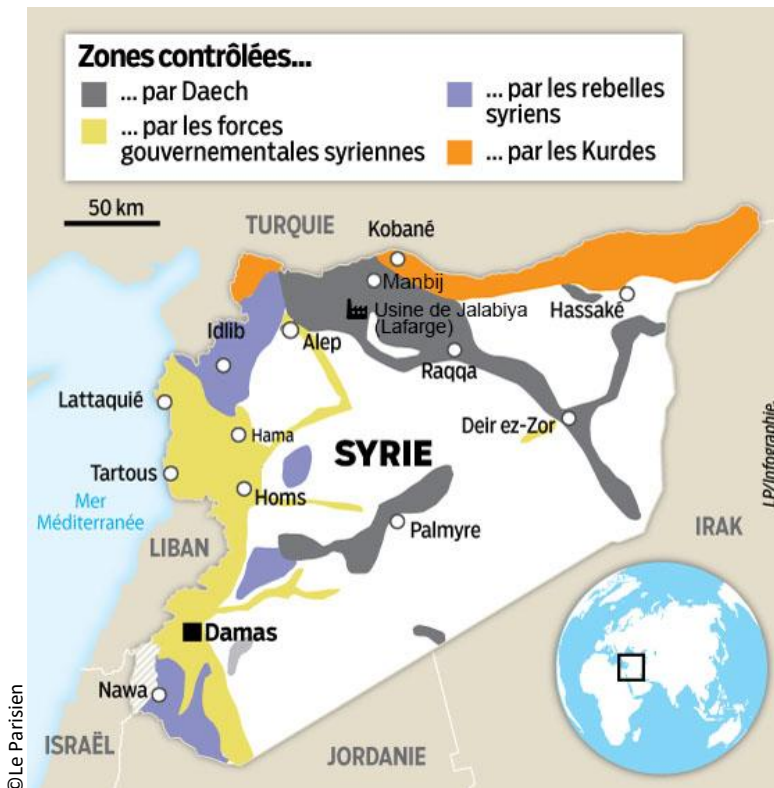 Zones contrôlées...
... par Daech
... par les forces
gouvernementales syriennes
... par les rebelles
syriens
... par les Kurdes
50 km
TURQUIE
Kobané
Manbij
Usine de Jalabiya
(Lafarge)
Hassaké
Idlib
Alep
Raqqa
Lattaquié
Deir ez-Zor
Hama
SYRIE
Tartous
Homs
Mer
Méditerranée
Palmyre
LIBAN
IRAK
Damas
Nawa
ISRAËL
JORDANIE
LP/Infographie.
©Le Parisien